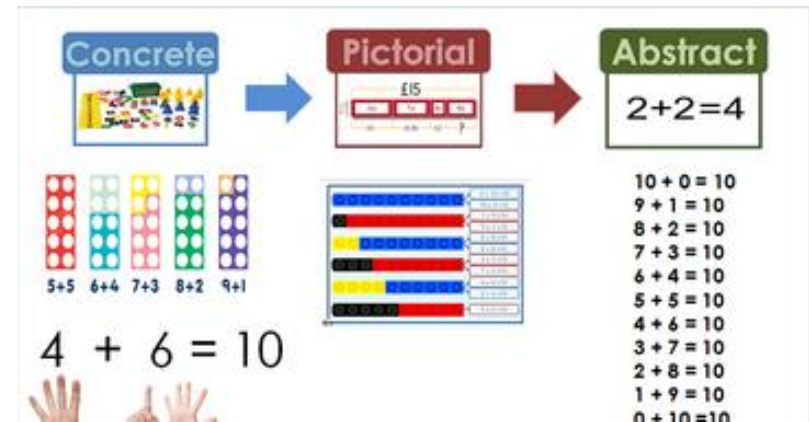 Concrete
Pictorial
Abstract
£15
2+2=4
5+5 6+4 7+3 8+2 9+1
4 + 6 = 10
10 + 0 = 10
9 + 1 = 10
8 + 2 = 10
7 + 3 = 10
6 + 4 = 10
5 + 5 = 10
4 + 6 = 10
3 + 7 = 10
2 + 8 = 10
1 + 9 = 10
0 + 10 =10